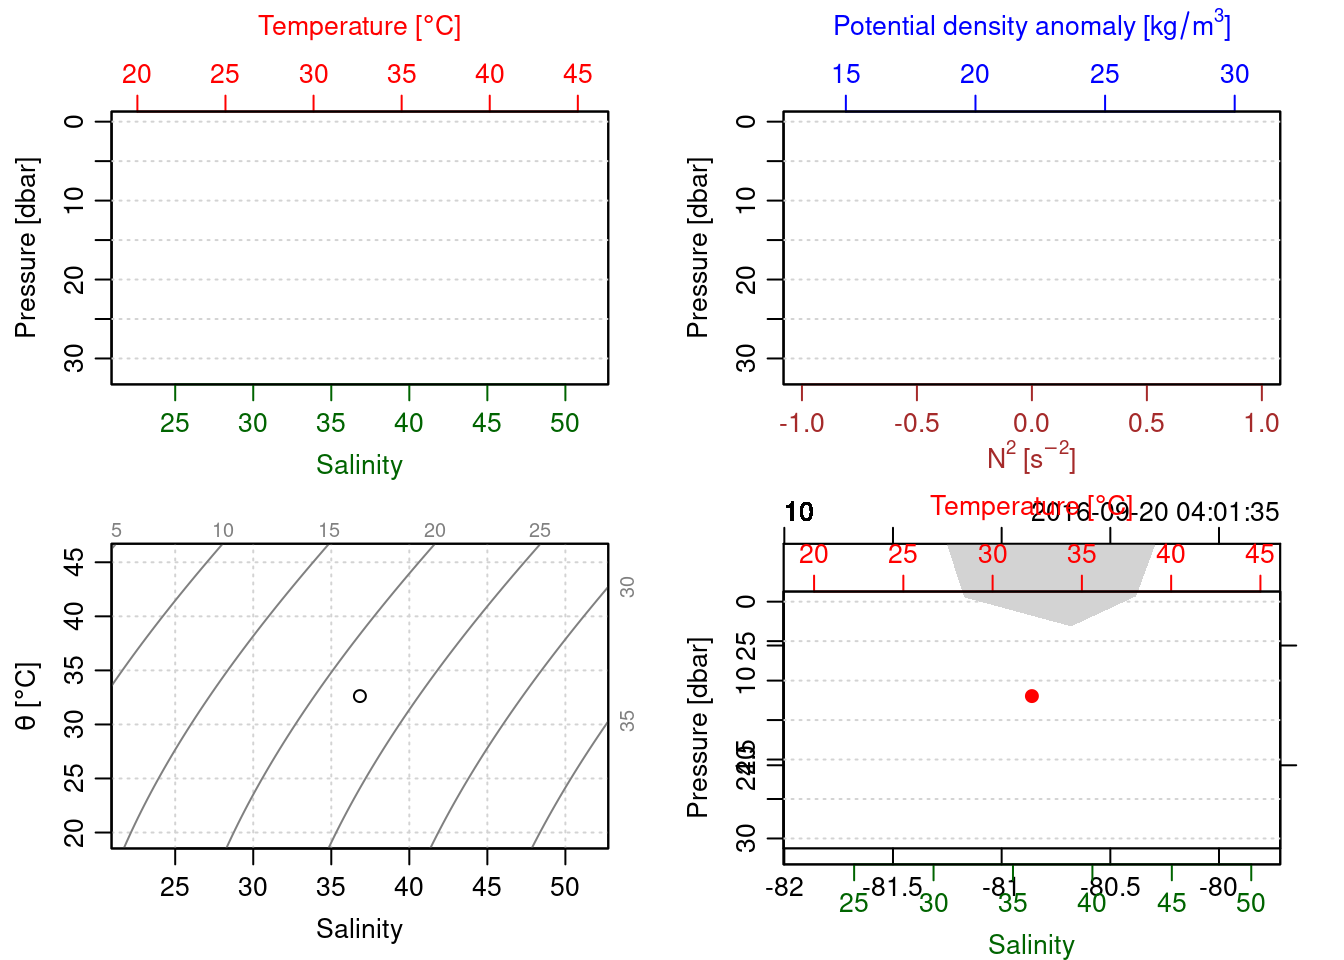 Temperature [°C]
20 25 30 35 40 45
Pressure [dbar]
0
10
20
30
25 30 35 40 45 50
Salinity
Potential density anomaly [kg/m³]
15 20 25 30
Pressure [dbar]
0
10
20
30
-1.0 -0.5 0.0 0.5 1.0
N² [s⁻²]
5 10 15 20 25
30
35
θ [°C]
45
40
35
30
25
20
25 30 35 40 45 50
Salinity
Temperature [°C]
10 2016-09-20 04:01:35
20 25 30 35 40 45
Pressure [dbar]
0
25
10
20
30
-82 -81.5 -81 -80.5 -80
25 30 35 40 45 50
Salinity